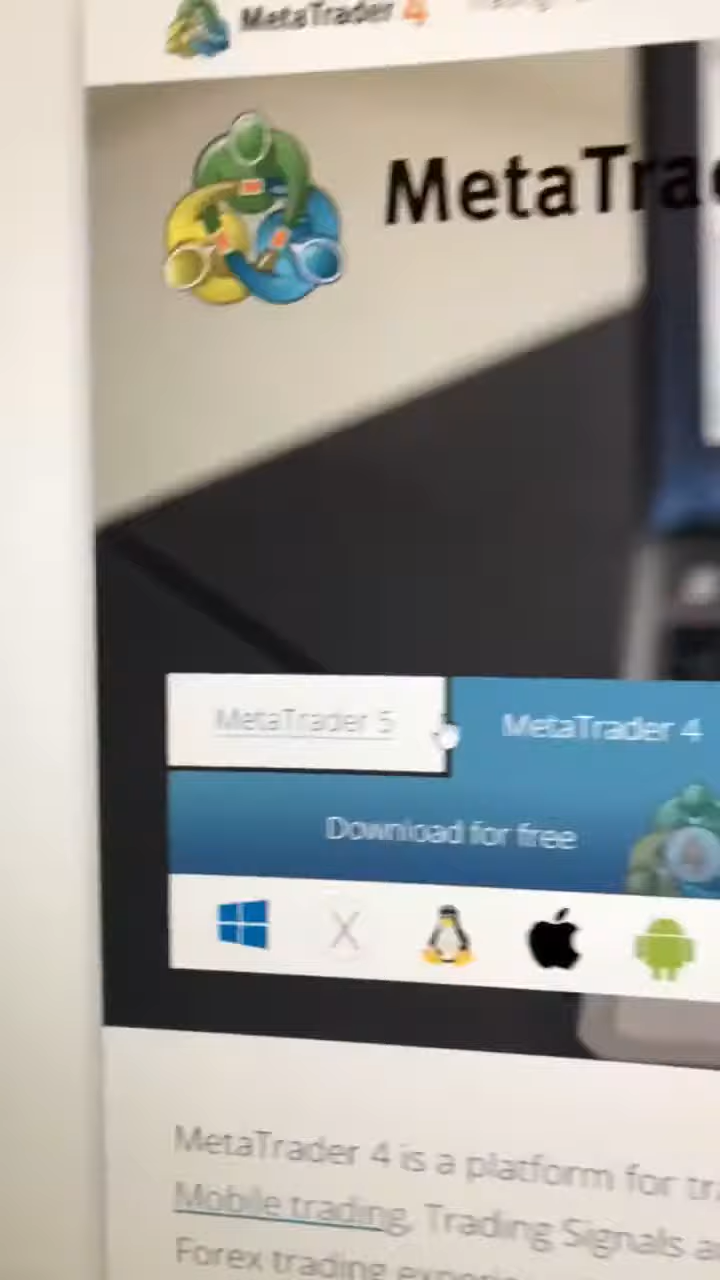 MetaTrader 4
MetaTra
MetaTrader 5
MetaTrader 4
Download for free
MetaTrader 4 is a platform for tra
Mobile trading, Trading Signals a
Forex trading